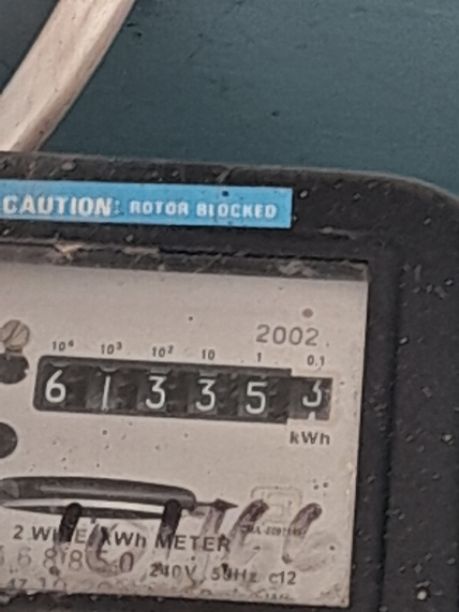 CAUTION: ROTOR BLOCKED
2002
10⁴ 10³ 10² 10 1 0.1
6 1 3 3 5 3
kWh
2 WIRE kWh METER
240V, 50Hz c12